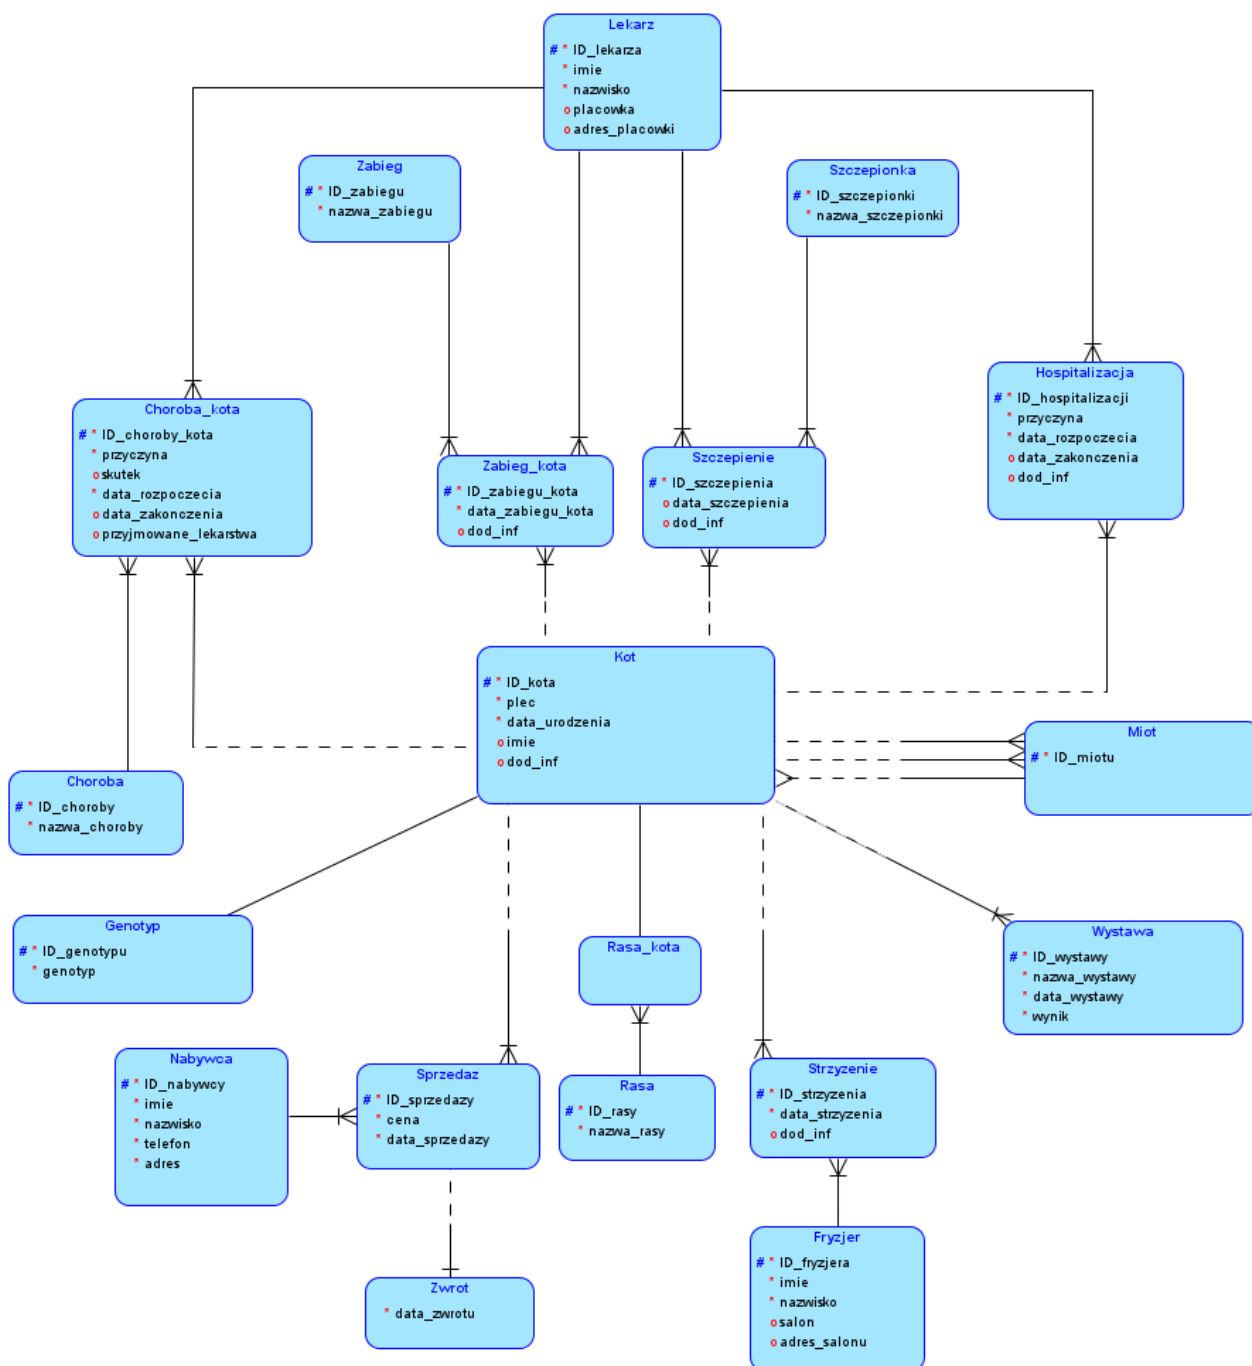 Lekarz
# * ID_lekarza
* imie
* nazwisko
o placowka
o adres_placowki
Zabieg
# * ID_zabiegu
* nazwa_zabiegu
Szczepionka
# * ID_szczepionki
* nazwa_szczepionki
Choroba_kota
# * ID_choroby_kota
* przyczyna
o skutek
* data_rozpoczecia
o data_zakonczenia
o przyjmowane_lekarstwa
Zabieg_kota
# * ID_zabiegu_kota
* data_zabiegu_kota
o dod_inf
Szczepienie
# * ID_szczepienia
o data_szczepienia
o dod_inf
Hospitalizacja
# * ID_hospitalizacji
* przyczyna
* data_rozpoczecia
o data_zakonczenia
o dod_inf
Kot
# * ID_kota
* plec
* data_urodzenia
o imie
o dod_inf
Miot
# * ID_miotu
Choroba
# * ID_choroby
* nazwa_choroby
Genotyp
# * ID_genotypu
* genotyp
Rasa_kota
Wystawa
# * ID_wystawy
* nazwa_wystawy
* data_wystawy
* wynik
Nabywca
# * ID_nabywcy
* imie
* nazwisko
* telefon
* adres
Sprzedaz
# * ID_sprzedazy
* cena
* data_sprzedazy
Rasa
# * ID_rasy
* nazwa_rasy
Strzyzenie
# * ID_strzyzenia
* data_strzyzenia
o dod_inf
Zwrot
* data_zwrotu
Fryzjer
# * ID_fryzjera
* imie
* nazwisko
o salon
o adres_salonu